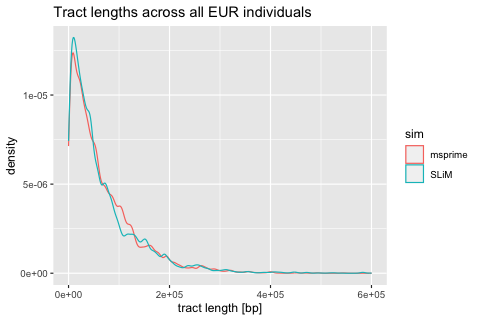 Tract lengths across all EUR individuals
density
1e-05
5e-06
0e+00
0e+00 2e+05 4e+05 6e+05
tract length [bp]
sim
msprime
SLiM